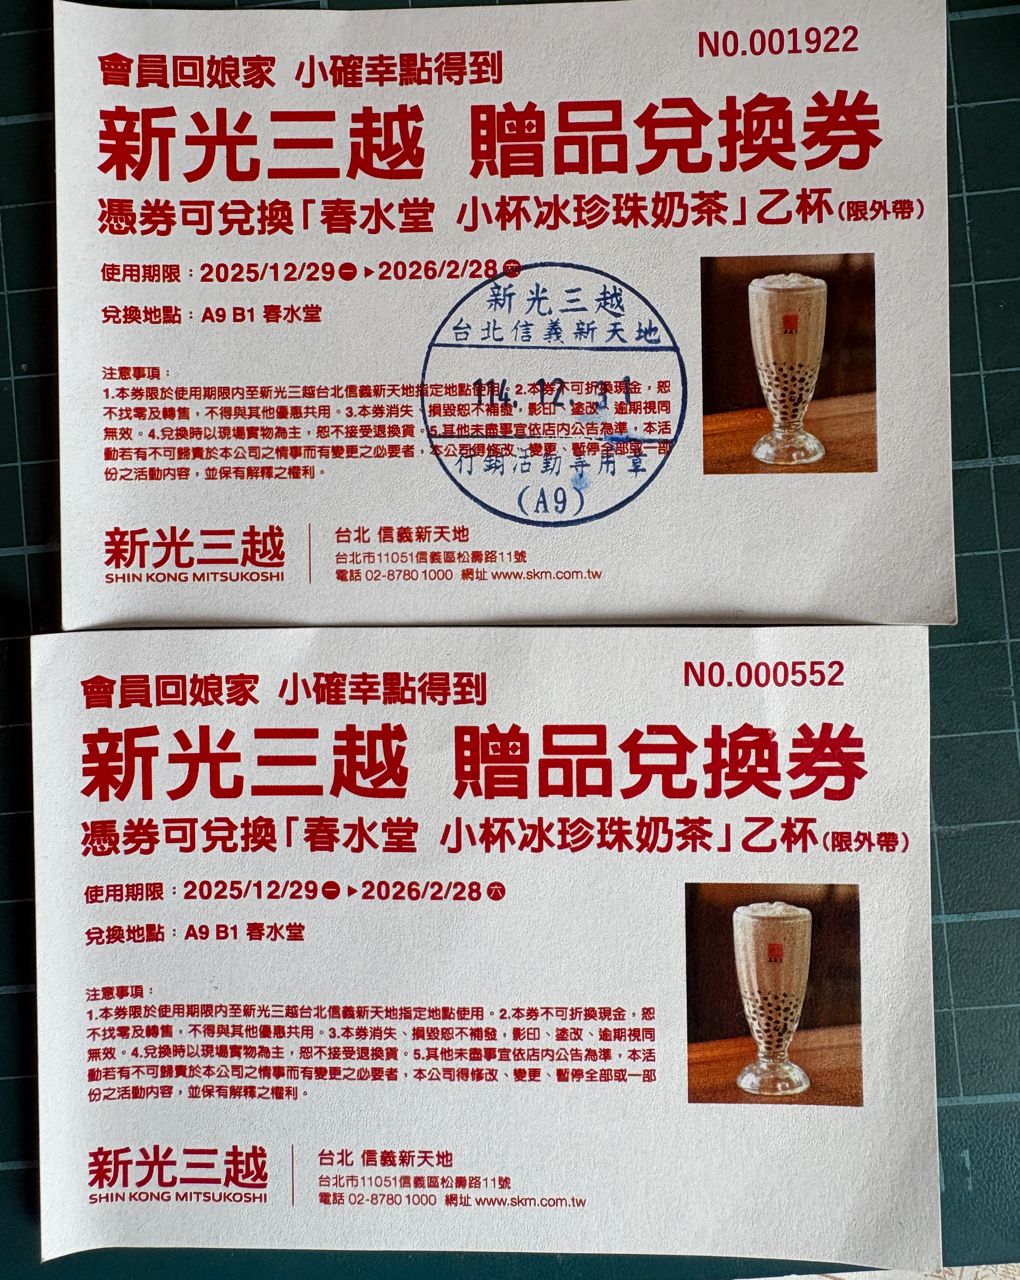 會員回娘家 小確幸點得到
NO.001922
新光三越 贈品兌換券
憑券可兌換「春水堂 小杯冰珍珠奶茶」乙杯(限外帶)
使用期限：2025/12/29㊀▶2026/2/28㊅
兌換地點：A9 B1 春水堂
新光三越
台北信義新天地
114.12.31
行銷活動專用章
(A9)
注意事項：
1.本券限於使用期限內至新光三越台北信義新天地指定地點使用。2.本券不可折換現金，恕
不找零及轉售，不得與其他優惠共用。3.本券消失、損毀恕不補發，影印、塗改、逾期視同
無效。4.兌換時以現場實物為主，恕不接受退換貨。5.其他未盡事宜依店內公告為準，本活
動若有不可歸責於本公司之情事而有變更之必要者，本公司得修改、變更、暫停全部或一部
份之活動內容，並保有解釋之權利。
新光三越
SHIN KONG MITSUKOSHI
台北 信義新天地
台北市11051信義區松壽路11號
電話 02-8780 1000 網址 www.skm.com.tw
會員回娘家 小確幸點得到
NO.000552
新光三越 贈品兌換券
憑券可兌換「春水堂 小杯冰珍珠奶茶」乙杯(限外帶)
使用期限：2025/12/29㊀▶2026/2/28㊅
兌換地點：A9 B1 春水堂
注意事項：
1.本券限於使用期限內至新光三越台北信義新天地指定地點使用。2.本券不可折換現金，恕
不找零及轉售，不得與其他優惠共用。3.本券消失、損毀恕不補發，影印、塗改、逾期視同
無效。4.兌換時以現場實物為主，恕不接受退換貨。5.其他未盡事宜依店內公告為準，本活
動若有不可歸責於本公司之情事而有變更之必要者，本公司得修改、變更、暫停全部或一部
份之活動內容，並保有解釋之權利。
新光三越
SHIN KONG MITSUKOSHI
台北 信義新天地
台北市11051信義區松壽路11號
電話 02-8780 1000 網址 www.skm.com.tw